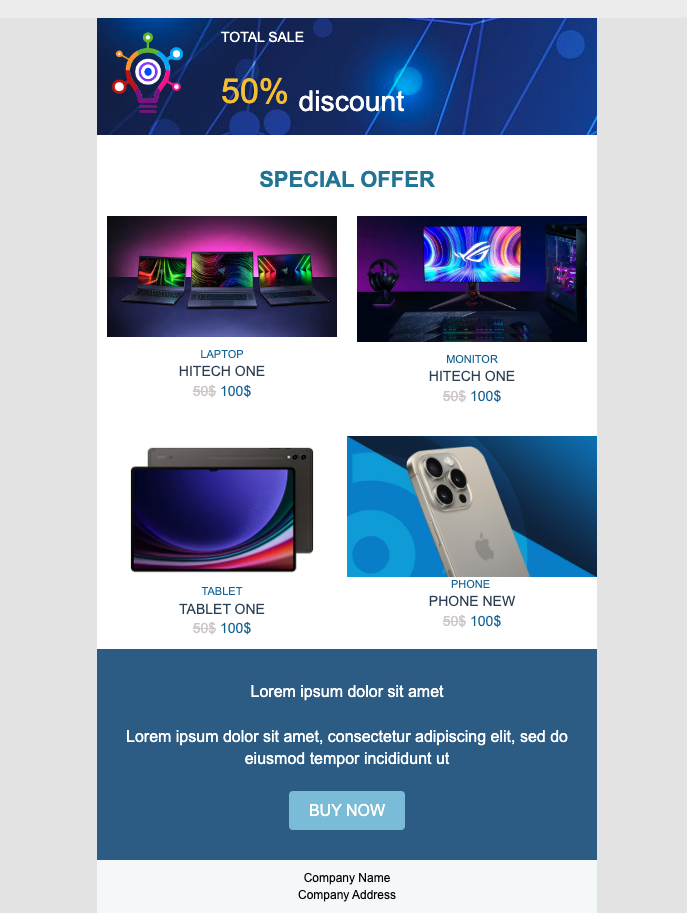 TOTAL SALE
50% discount
SPECIAL OFFER
LAPTOP
HITECH ONE
50$ 100$
MONITOR
HITECH ONE
50$ 100$
TABLET
TABLET ONE
50$ 100$
PHONE
PHONE NEW
50$ 100$
Lorem ipsum dolor sit amet
Lorem ipsum dolor sit amet, consectetur adipiscing elit, sed do
eiusmod tempor incididunt ut
BUY NOW
Company Name
Company Address